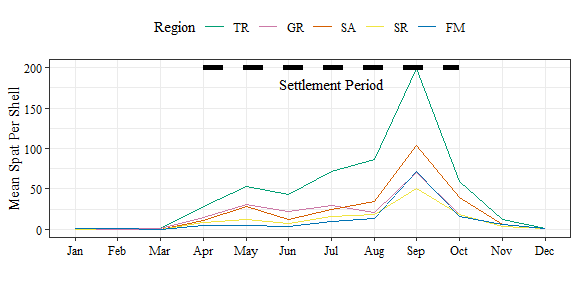 Region TR GR SA SR FM
200
Settlement Period
150
100
50
0
Mean Spat Per Shell
Jan Feb Mar Apr May Jun Jul Aug Sep Oct Nov Dec